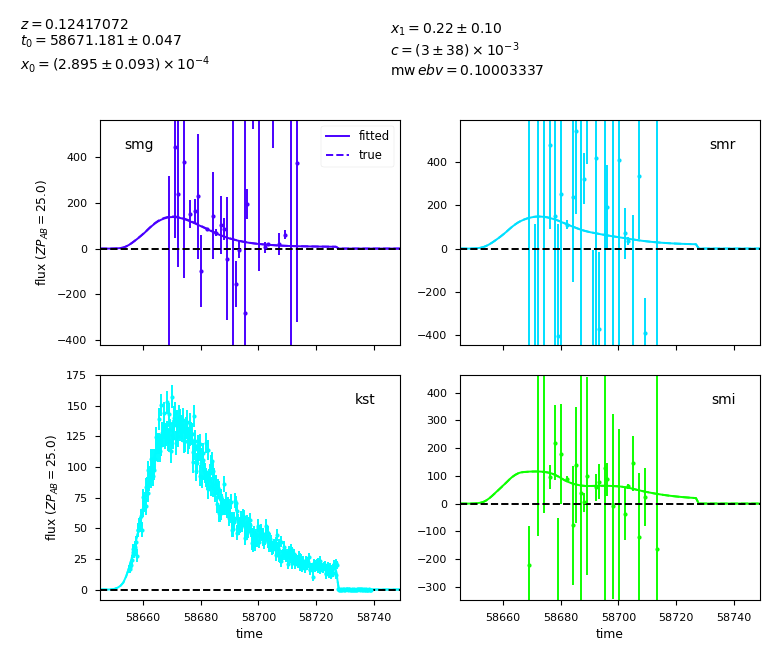 z = 0.12417072
t₀ = 58671.181 ± 0.047
x₀ = (2.895 ± 0.093) × 10⁻⁴
x₁ = 0.22 ± 0.10
c = (3 ± 38) × 10⁻³
mw ebv = 0.10003337
smg
fitted
true
400
200
0
−200
−400
flux (ZP_AB = 25.0)
smr
400
200
0
−200
−400
kst
175
150
125
100
75
50
25
0
flux (ZP_AB = 25.0)
58660 58680 58700 58720 58740
time
smi
400
300
200
100
0
−100
−200
−300
58660 58680 58700 58720 58740
time